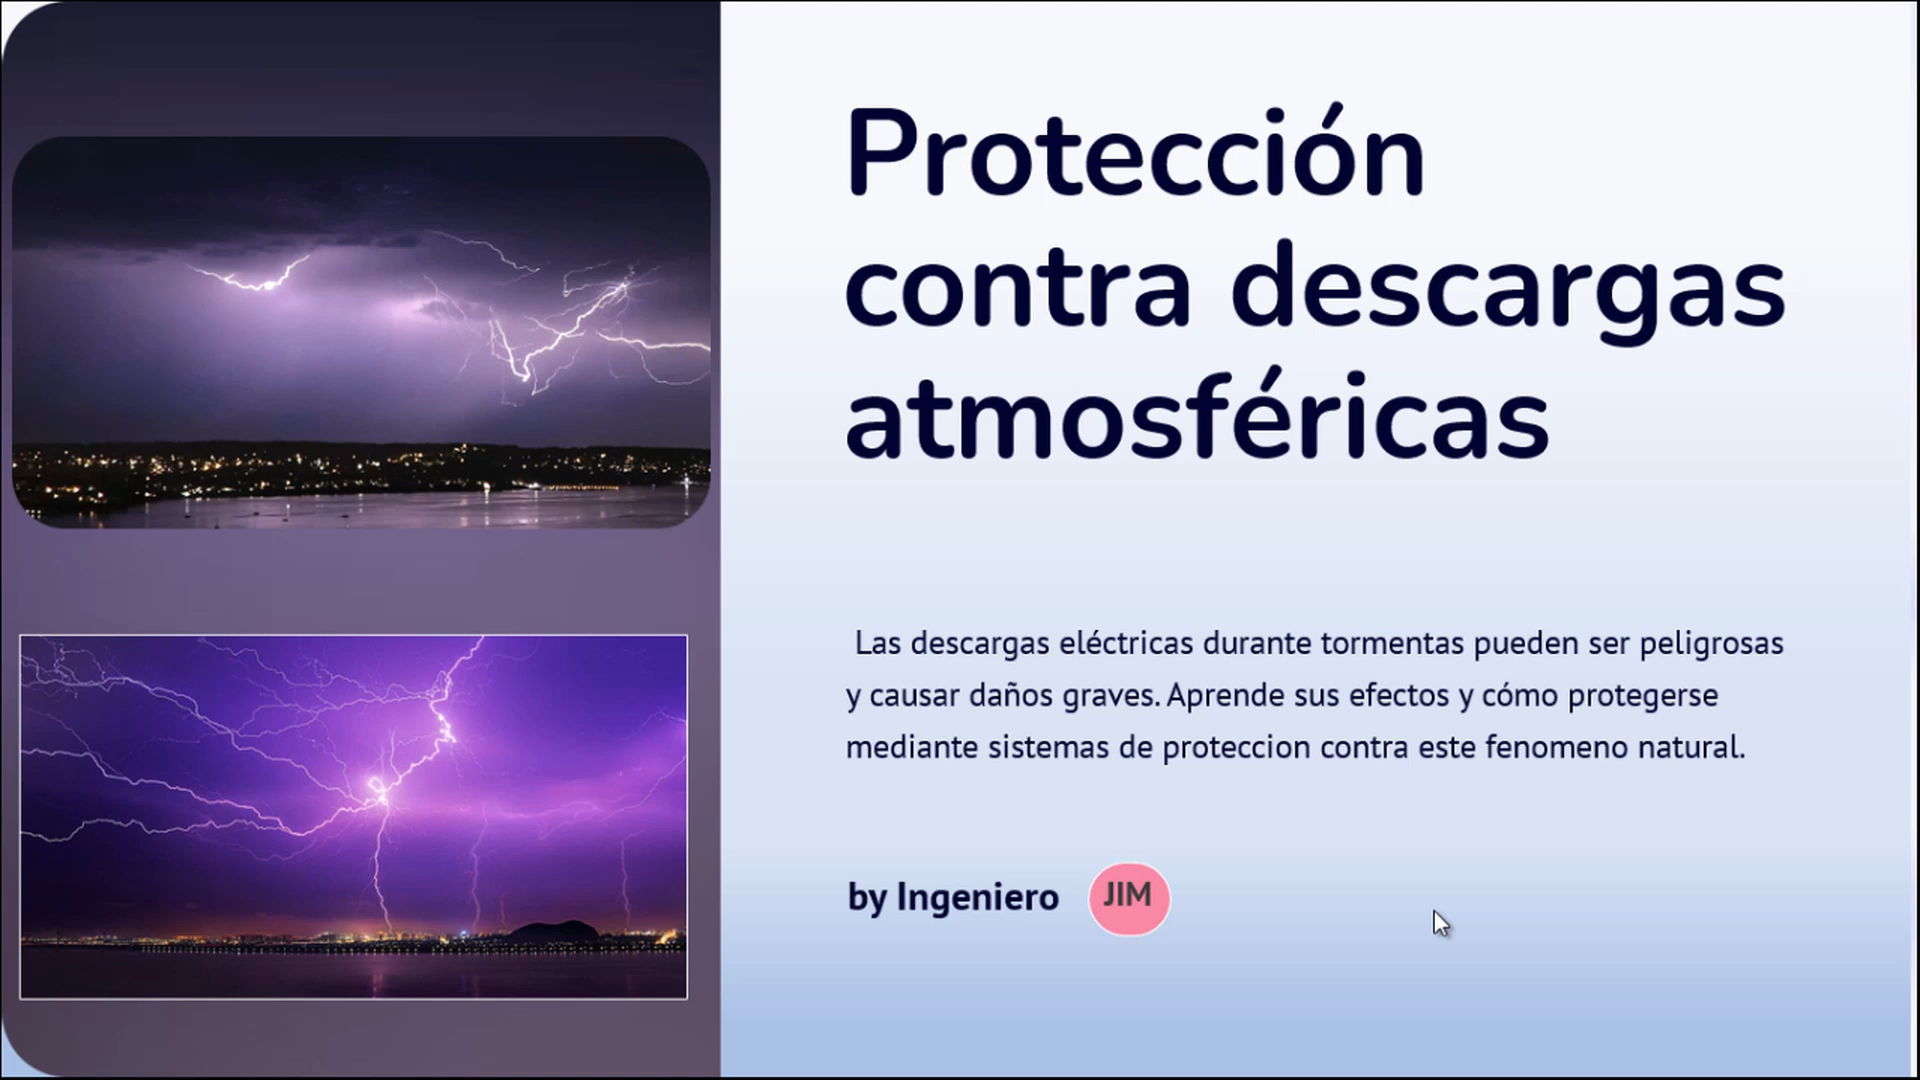 Protección
contra descargas
atmosféricas
Las descargas eléctricas durante tormentas pueden ser peligrosas
y causar daños graves. Aprende sus efectos y cómo protegerse
mediante sistemas de proteccion contra este fenomeno natural.
by Ingeniero JIM